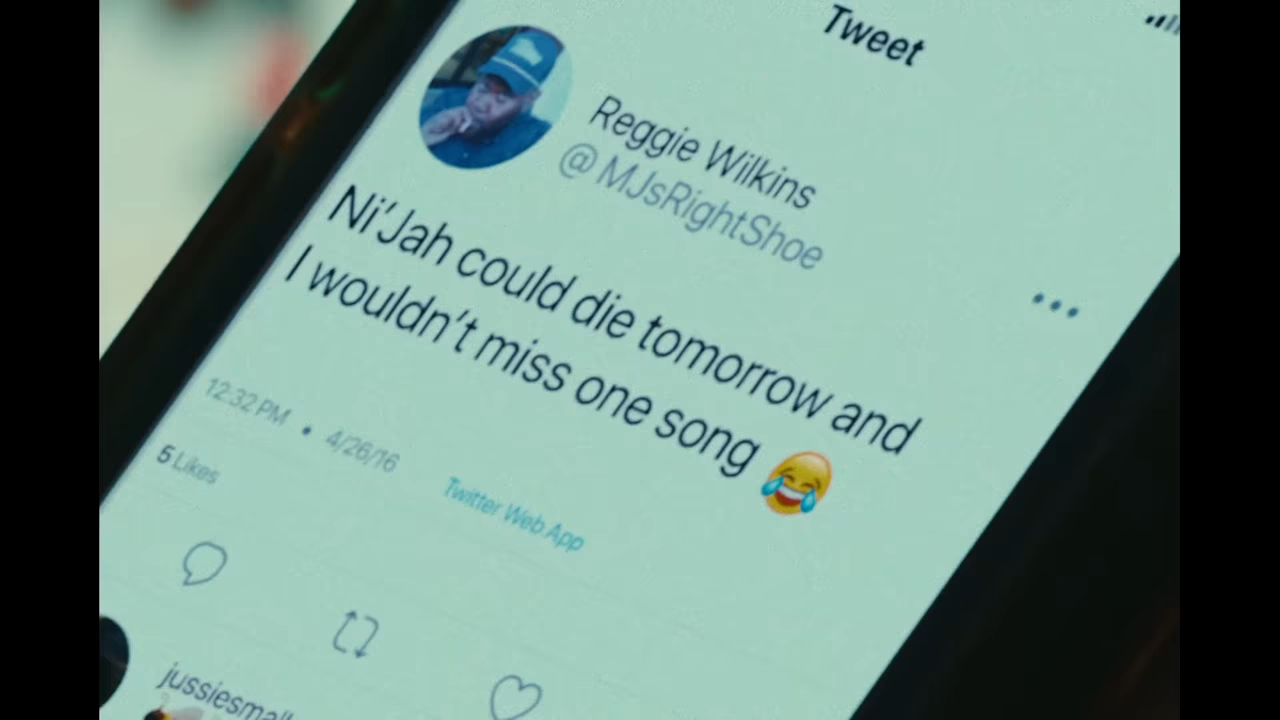 Tweet
Reggie Wilkins
@MJsRightShoe
Ni'Jah could die tomorrow and
I wouldn't miss one song 😂
12:32 PM • 4/26/16 Twitter Web App
5 Likes